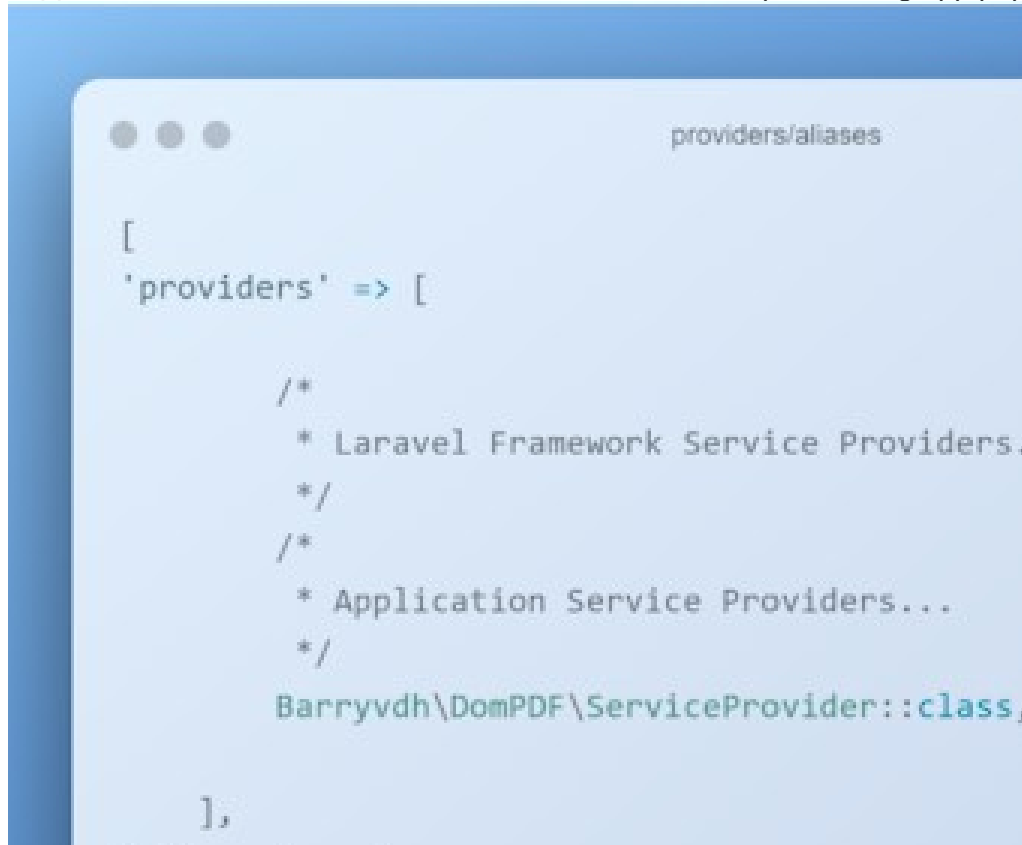 providers/aliases
[
'providers' => [
/*
* Laravel Framework Service Providers.
*/
/*
* Application Service Providers...
*/
Barryvdh\DomPDF\ServiceProvider::class,
],